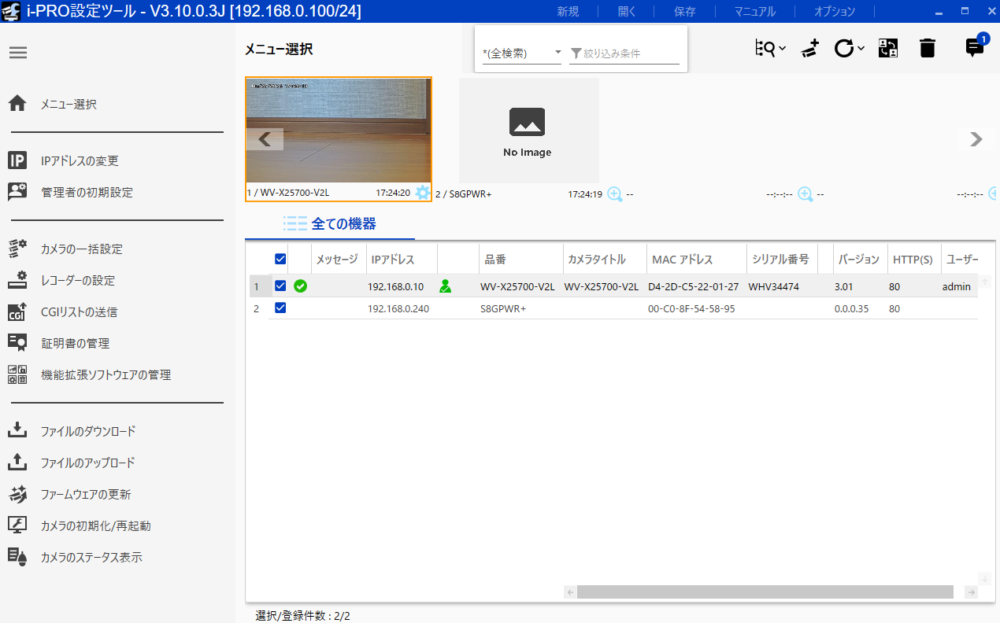 i-PRO設定ツール - V3.10.0.3J [192.168.0.100/24]
新規 開く 保存 マニュアル オプション
メニュー選択
*(全検索) 絞り込み条件
1
メニュー選択
IPアドレスの変更
管理者の初期設定
カメラの一括設定
レコーダーの設定
CGIリストの送信
証明書の管理
機能拡張ソフトウェアの管理
ファイルのダウンロード
ファイルのアップロード
ファームウェアの更新
カメラの初期化/再起動
カメラのステータス表示
No Image
1 / WV-X25700-V2L 17:24:20
2 / S8GPWR+ 17:24:19 --
--:--:-- --
--:--:--
全ての機器
メッセージ IPアドレス 品番 カメラタイトル MAC アドレス シリアル番号 バージョン HTTP(S) ユーザー
1 192.168.0.10 WV-X25700-V2L WV-X25700-V2L D4-2D-C5-22-01-27 WHV34474 3.01 80 admin
2 192.168.0.240 S8GPWR+ 00-C0-8F-54-58-95 0.0.0.35 80
選択/登録件数 : 2/2